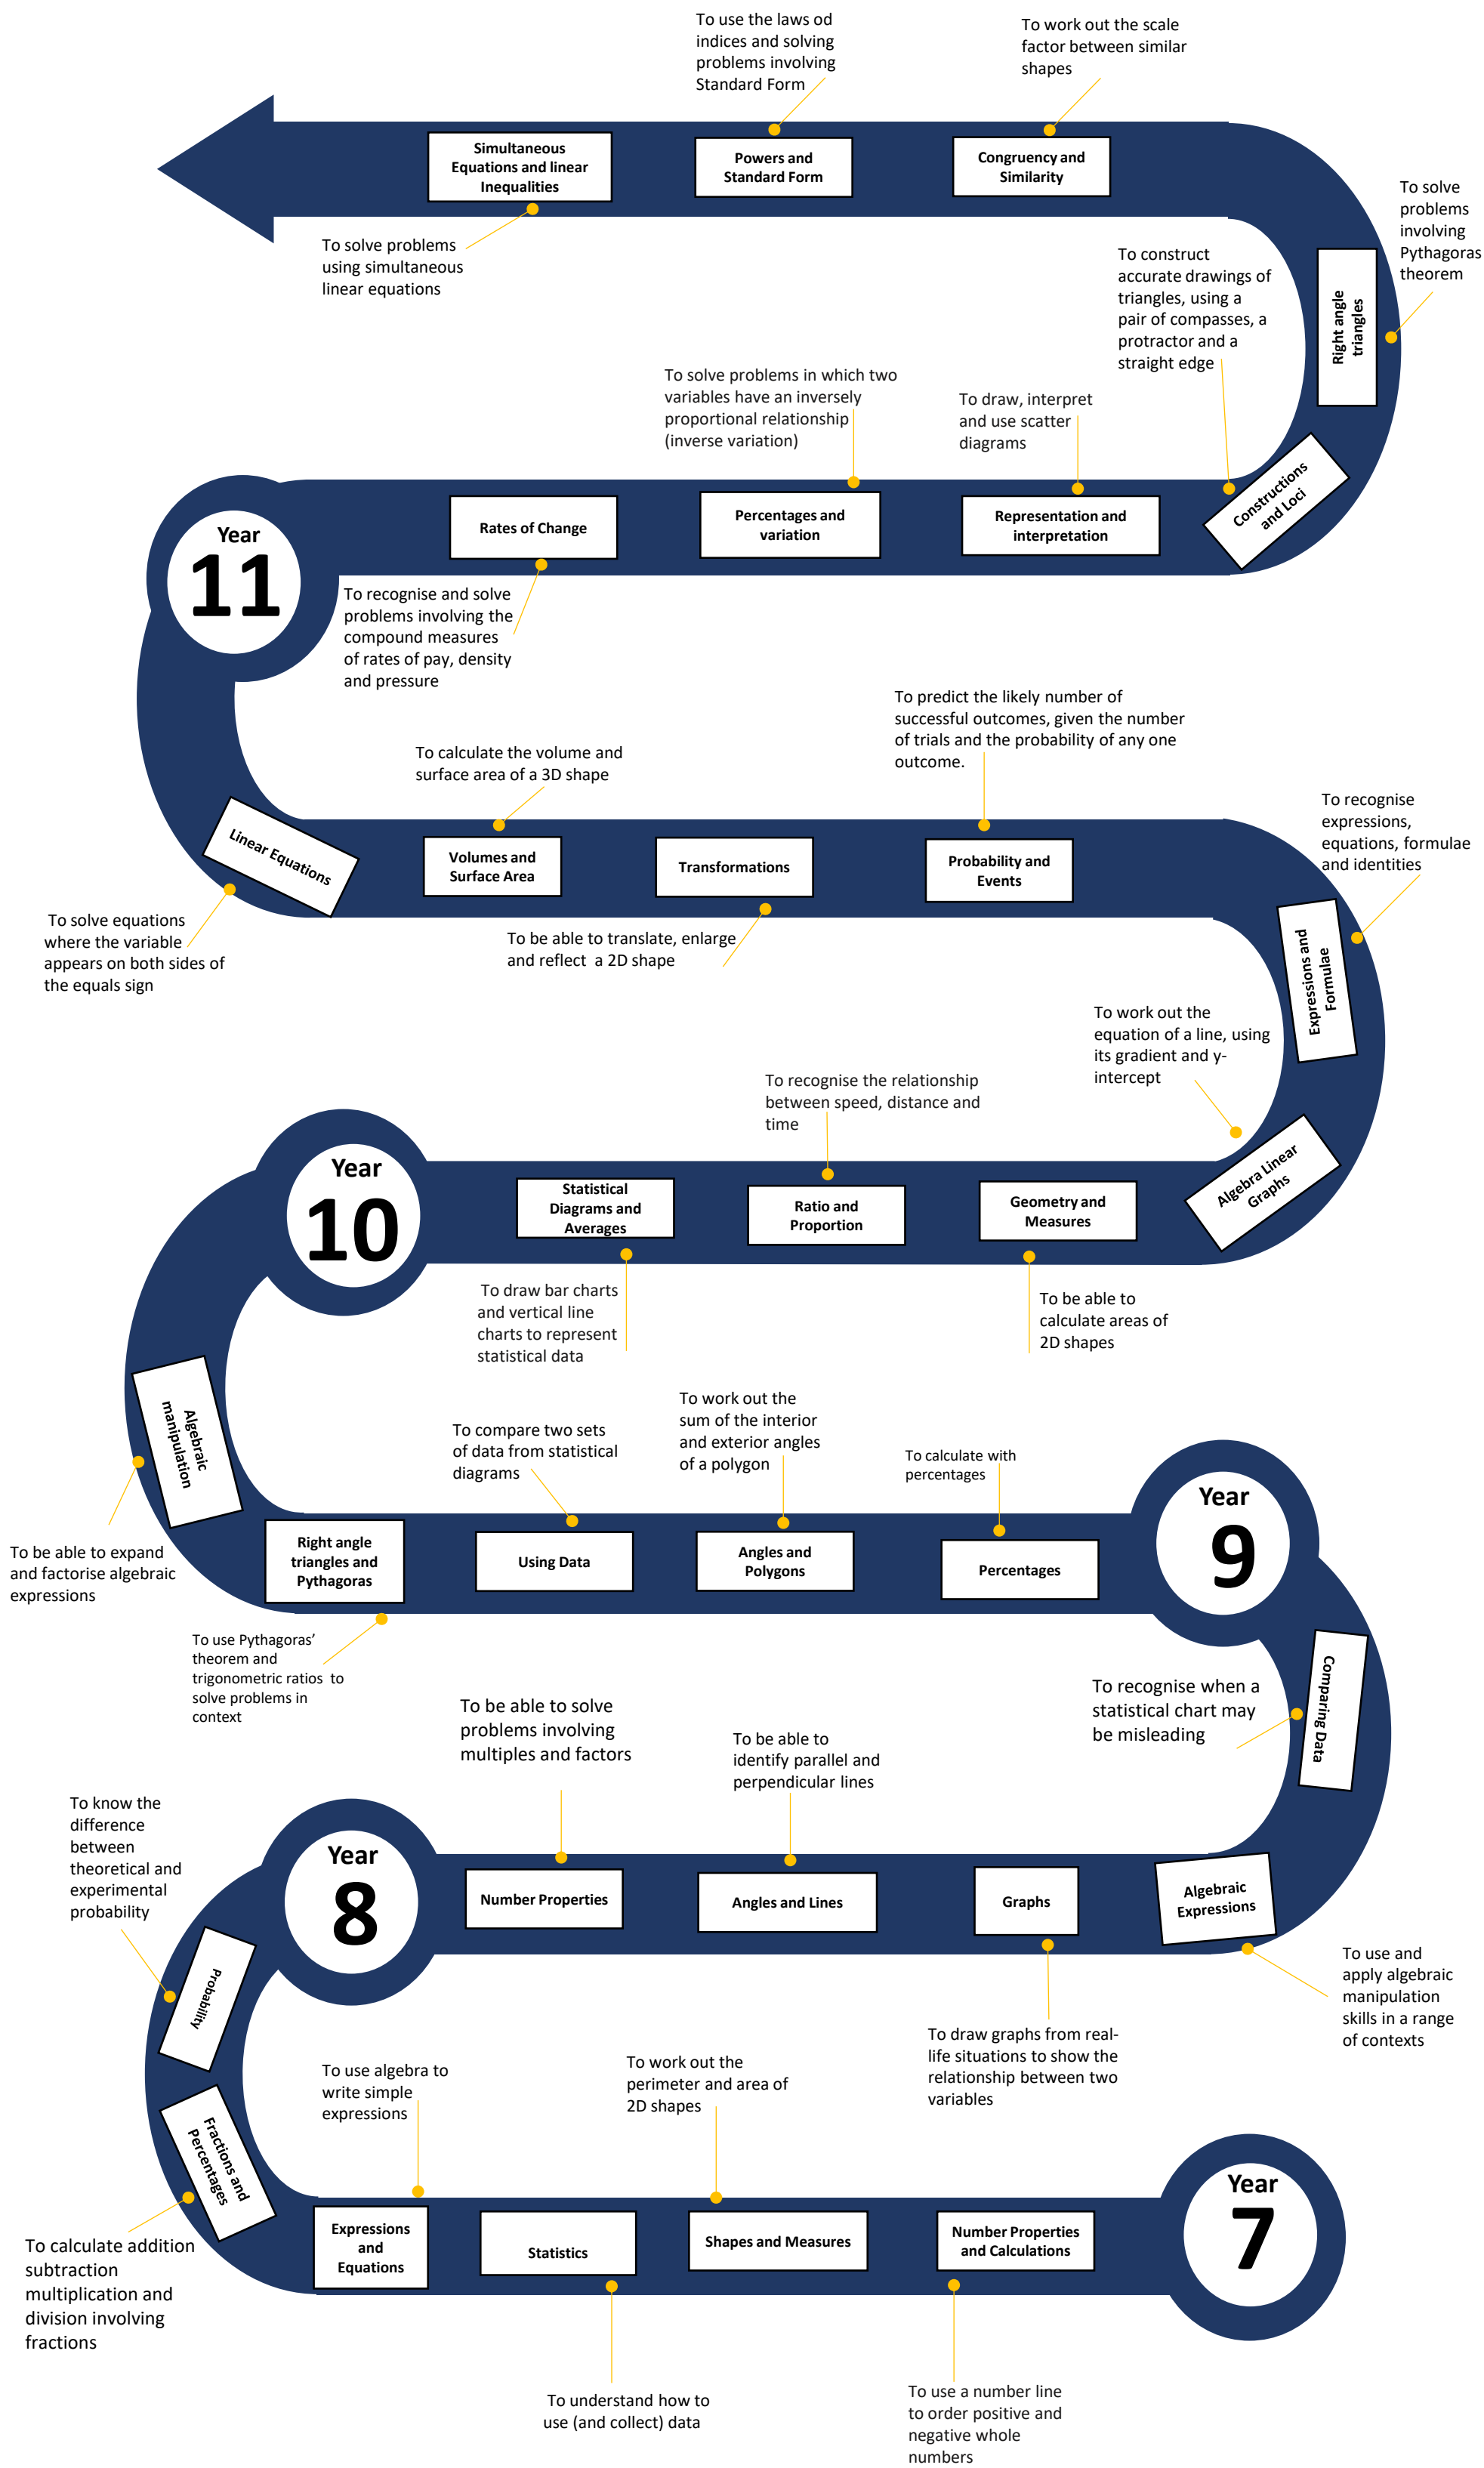 To use the laws od
indices and solving
problems involving
Standard Form
To work out the scale
factor between similar
shapes
Simultaneous
Equations and linear
Inequalities
Powers and
Standard Form
Congruency and
Similarity
To solve
problems
involving
Pythagoras
theorem
To solve problems
using simultaneous
linear equations
To construct
accurate drawings of
triangles, using a
pair of compasses, a
protractor and a
straight edge
Right angle
triangles
To solve problems in which two
variables have an inversely
proportional relationship
(inverse variation)
To draw, interpret
and use scatter
diagrams
Constructions
and Loci
Year
11
Rates of Change
Percentages and
variation
Representation and
interpretation
To recognise and solve
problems involving the
compound measures
of rates of pay, density
and pressure
To predict the likely number of
successful outcomes, given the number
of trials and the probability of any one
outcome.
To calculate the volume and
surface area of a 3D shape
To recognise
expressions,
equations, formulae
and identities
Linear Equations
Volumes and
Surface Area
Transformations
Probability and
Events
To solve equations
where the variable
appears on both sides of
the equals sign
To be able to translate, enlarge
and reflect  a 2D shape
Expressions and
Formulae
To work out the
equation of a line, using
its gradient and y-
intercept
To recognise the relationship
between speed, distance and
time
Year
10
Statistical
Diagrams and
Averages
Ratio and
Proportion
Geometry and
Measures
Algebra Linear
Graphs
To draw bar charts
and vertical line
charts to represent
statistical data
To be able to
calculate areas of
2D shapes
Algebraic
manipulation
To compare two sets
of data from statistical
diagrams
To work out the
sum of the interior
and exterior angles
of a polygon
To calculate with
percentages
Year
9
To be able to expand
and factorise algebraic
expressions
Right angle
triangles and
Pythagoras
Using Data
Angles and
Polygons
Percentages
To use Pythagoras’
theorem and
trigonometric ratios  to
solve problems in
context
To recognise when a
statistical chart may
be misleading
Comparing Data
To be able to solve
problems involving
multiples and factors
To be able to
identify parallel and
perpendicular lines
To know the
difference
between
theoretical and
experimental
probability
Year
8
Number Properties
Angles and Lines
Graphs
Algebraic
Expressions
Probability
To use and
apply algebraic
manipulation
skills in a range
of contexts
To draw graphs from real-
life situations to show the
relationship between two
variables
To use algebra to
write simple
expressions
To work out the
perimeter and area of
2D shapes
Fractions and
Percentages
Year
7
Expressions
and
Equations
Statistics
Shapes and Measures
Number Properties
and Calculations
To calculate addition
subtraction
multiplication and
division involving
fractions
To understand how to
use (and collect) data
To use a number line
to order positive and
negative whole
numbers